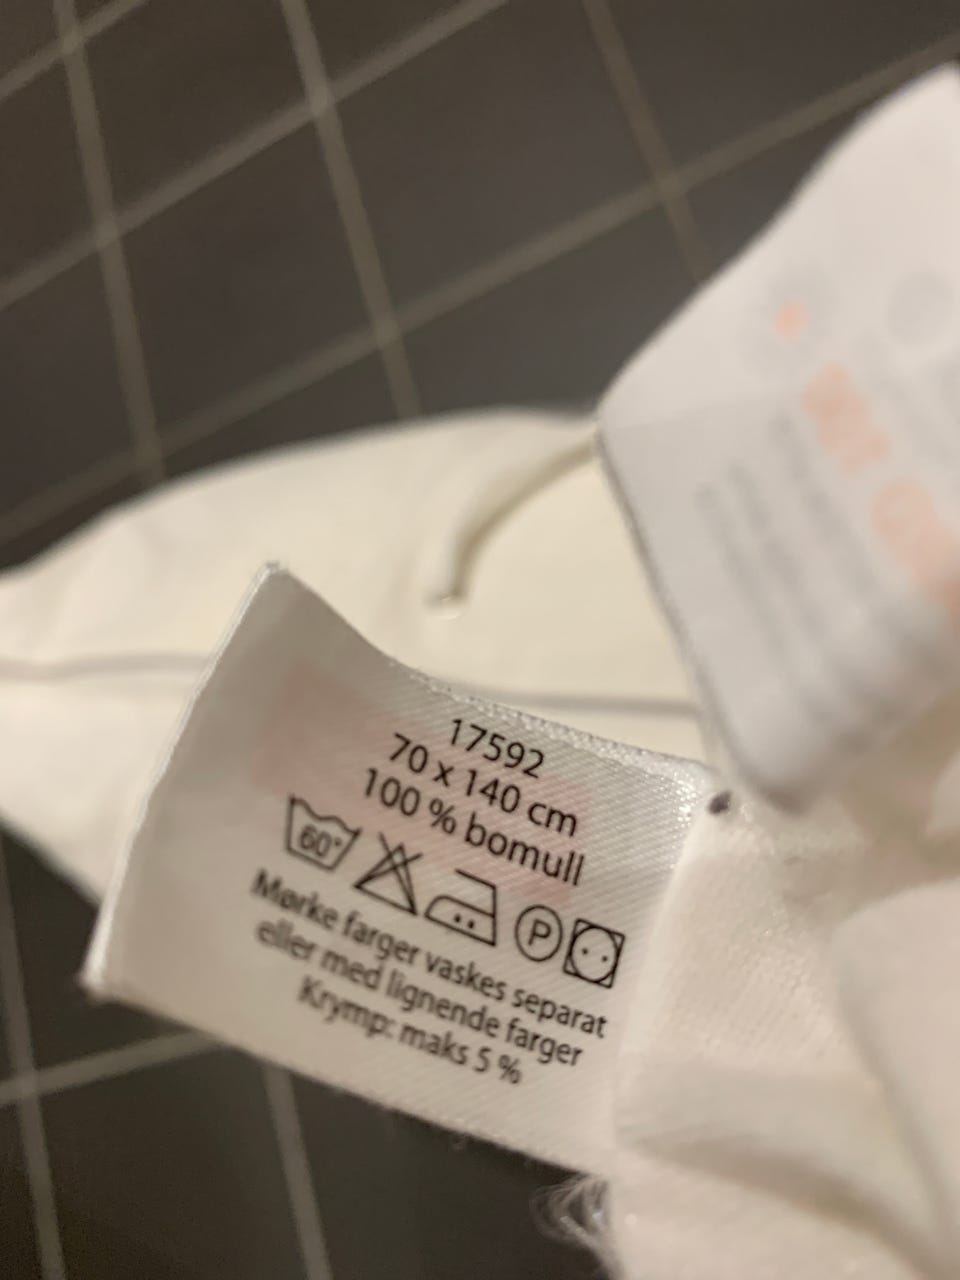 17592
70 x 140 cm
100 % bomull
60° P
Mørke farger vaskes separat
eller med lignende farger
Krymp: maks 5 %